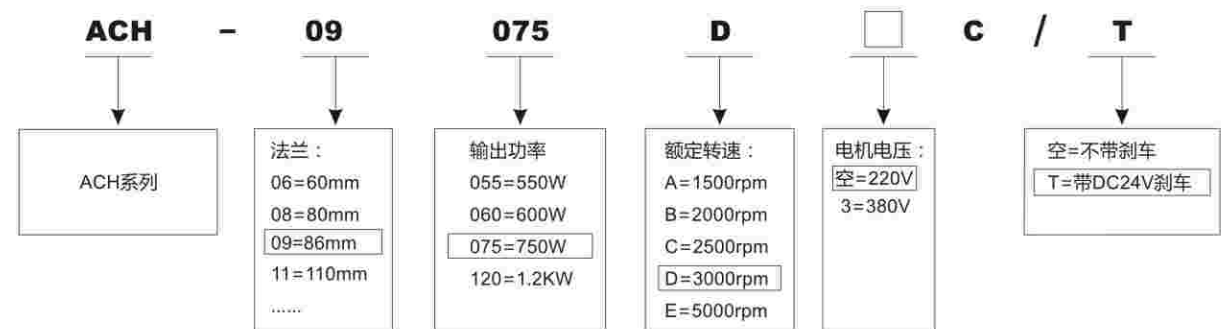 ACH - 09 075 D C / T
ACH系列
法兰：
06=60mm
08=80mm
09=86mm
11=110mm
......
输出功率
055=550W
060=600W
075=750W
120=1.2KW
额定转速：
A=1500rpm
B=2000rpm
C=2500rpm
D=3000rpm
E=5000rpm
电机电压：
空=220V
3=380V
空=不带刹车
T=带DC24V刹车